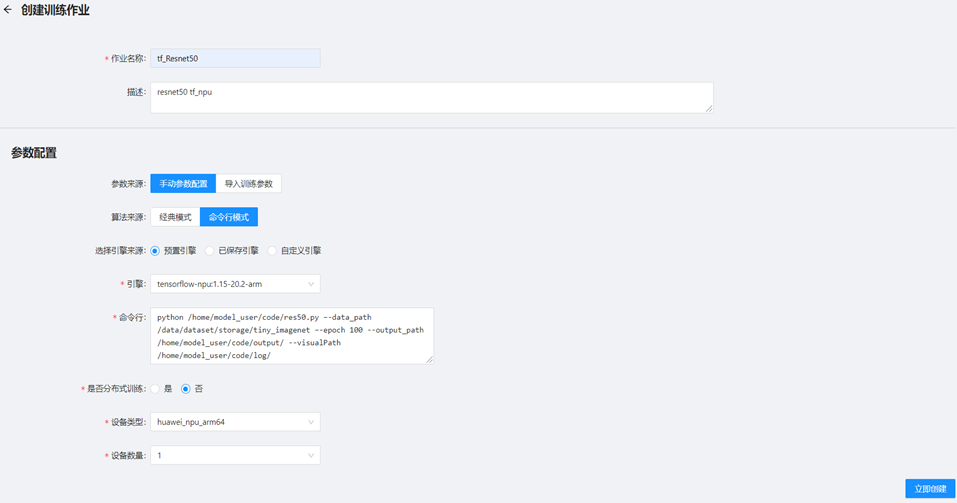 创建训练作业
* 作业名称: tf_Resnet50
描述: resnet50 tf_npu
参数配置
参数来源: 手动参数配置 导入训练参数
算法来源: 经典模式 命令行模式
选择引擎来源: 预置引擎 已保存引擎 自定义引擎
* 引擎: tensorflow-npu:1.15-20.2-arm
* 命令行: python /home/model_user/code/res50.py --data_path
/data/dataset/storage/tiny_imagenet --epoch 100 --output_path
/home/model_user/code/output/ --visualPath
/home/model_user/code/log/
* 是否分布式训练: 是 否
* 设备类型: huawei_npu_arm64
* 设备数量: 1
立即创建